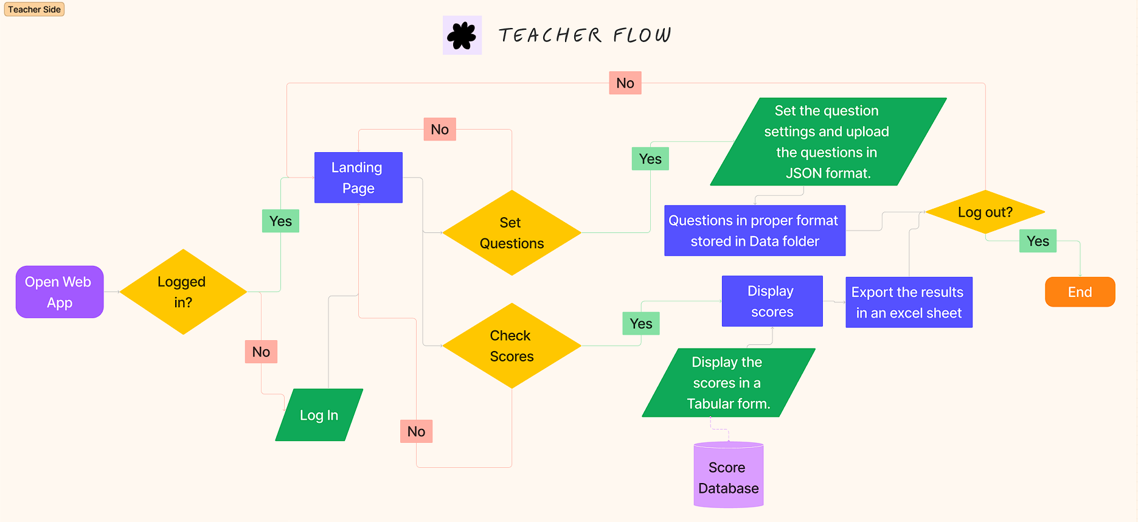 Teacher Side
TEACHER FLOW
No
No
Set the question
settings and upload
the questions in
JSON format.
Yes
Landing
Page
Yes
Set
Questions
Questions in proper format
stored in Data folder
Log out?
Yes
Open Web
App
Logged
in?
Display
scores
Export the results
in an excel sheet
End
Yes
Check
Scores
No
Display the
scores in a
Tabular form.
Log In
No
Score
Database